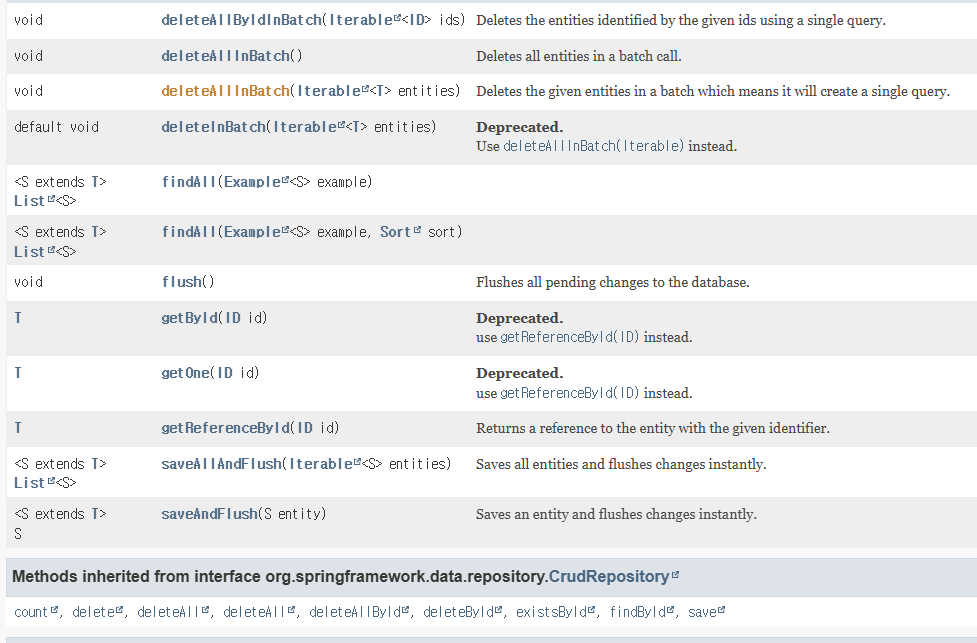 void deleteAllByIdInBatch(Iterable<ID> ids) Deletes the entities identified by the given ids using a single query.
void deleteAllInBatch() Deletes all entities in a batch call.
void deleteAllInBatch(Iterable<T> entities) Deletes the given entities in a batch which means it will create a single query.
default void deleteInBatch(Iterable<T> entities) Deprecated.
Use deleteAllInBatch(Iterable) instead.
<S extends T> findAll(Example<S> example)
List<S>
<S extends T> findAll(Example<S> example, Sort sort)
List<S>
void flush() Flushes all pending changes to the database.
T getById(ID id) Deprecated.
use getReferenceById(ID) instead.
T getOne(ID id) Deprecated.
use getReferenceById(ID) instead.
T getReferenceById(ID id) Returns a reference to the entity with the given identifier.
<S extends T> saveAllAndFlush(Iterable<S> entities) Saves all entities and flushes changes instantly.
List<S>
<S extends T> saveAndFlush(S entity) Saves an entity and flushes changes instantly.
S
Methods inherited from interface org.springframework.data.repository.CrudRepository
count, delete, deleteAll, deleteAll, deleteAllById, deleteById, existsById, findById, save